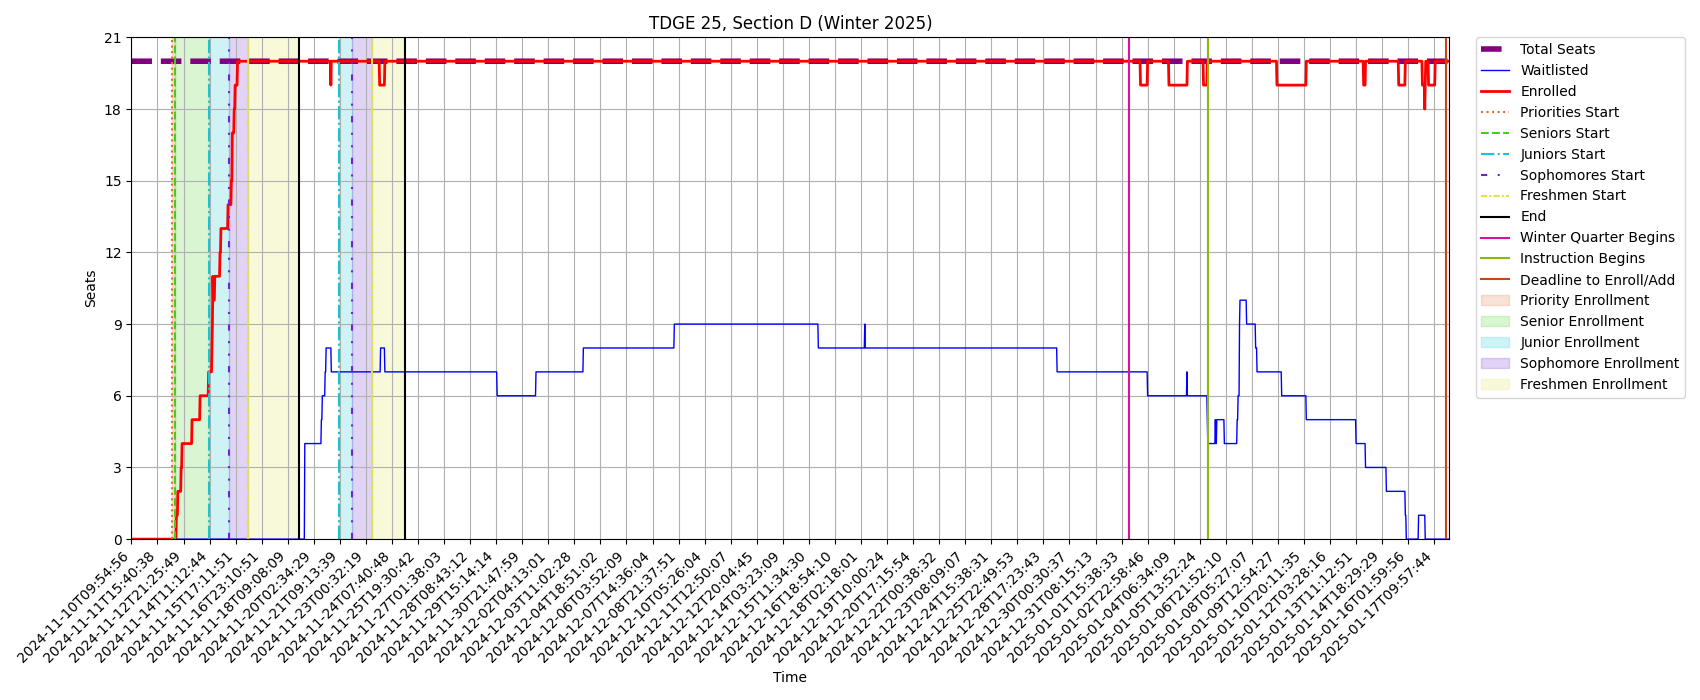 TDGE 25, Section D (Winter 2025)
Seats
21
18
15
12
9
6
3
0
2024-11-10T09:54:56
2024-11-11T15:40:38
2024-11-12T21:25:49
2024-11-14T11:12:44
2024-11-15T17:11:51
2024-11-16T23:10:51
2024-11-18T09:08:09
2024-11-20T02:34:29
2024-11-21T09:13:39
2024-11-23T00:32:19
2024-11-24T07:40:48
2024-11-25T19:30:42
2024-11-27T01:38:03
2024-11-28T08:43:12
2024-11-29T15:14:14
2024-11-30T21:47:59
2024-12-02T04:13:01
2024-12-03T11:02:28
2024-12-04T18:51:02
2024-12-06T03:52:09
2024-12-07T14:36:04
2024-12-08T21:37:51
2024-12-10T05:26:04
2024-12-11T12:50:07
2024-12-12T20:04:45
2024-12-14T03:23:09
2024-12-15T11:34:30
2024-12-16T18:54:10
2024-12-18T02:18:01
2024-12-19T10:00:24
2024-12-20T17:15:54
2024-12-22T00:38:32
2024-12-23T08:09:07
2024-12-24T15:38:31
2024-12-25T22:49:53
2024-12-28T17:23:43
2024-12-30T00:30:37
2024-12-31T08:15:13
2025-01-01T15:38:33
2025-01-02T22:58:46
2025-01-04T06:34:09
2025-01-05T13:52:24
2025-01-06T21:52:10
2025-01-08T05:27:07
2025-01-09T12:54:27
2025-01-10T20:11:35
2025-01-12T03:28:16
2025-01-13T11:12:51
2025-01-14T18:29:29
2025-01-16T01:59:56
2025-01-17T09:57:44
Time
Total Seats
Waitlisted
Enrolled
Priorities Start
Seniors Start
Juniors Start
Sophomores Start
Freshmen Start
End
Winter Quarter Begins
Instruction Begins
Deadline to Enroll/Add
Priority Enrollment
Senior Enrollment
Junior Enrollment
Sophomore Enrollment
Freshmen Enrollment